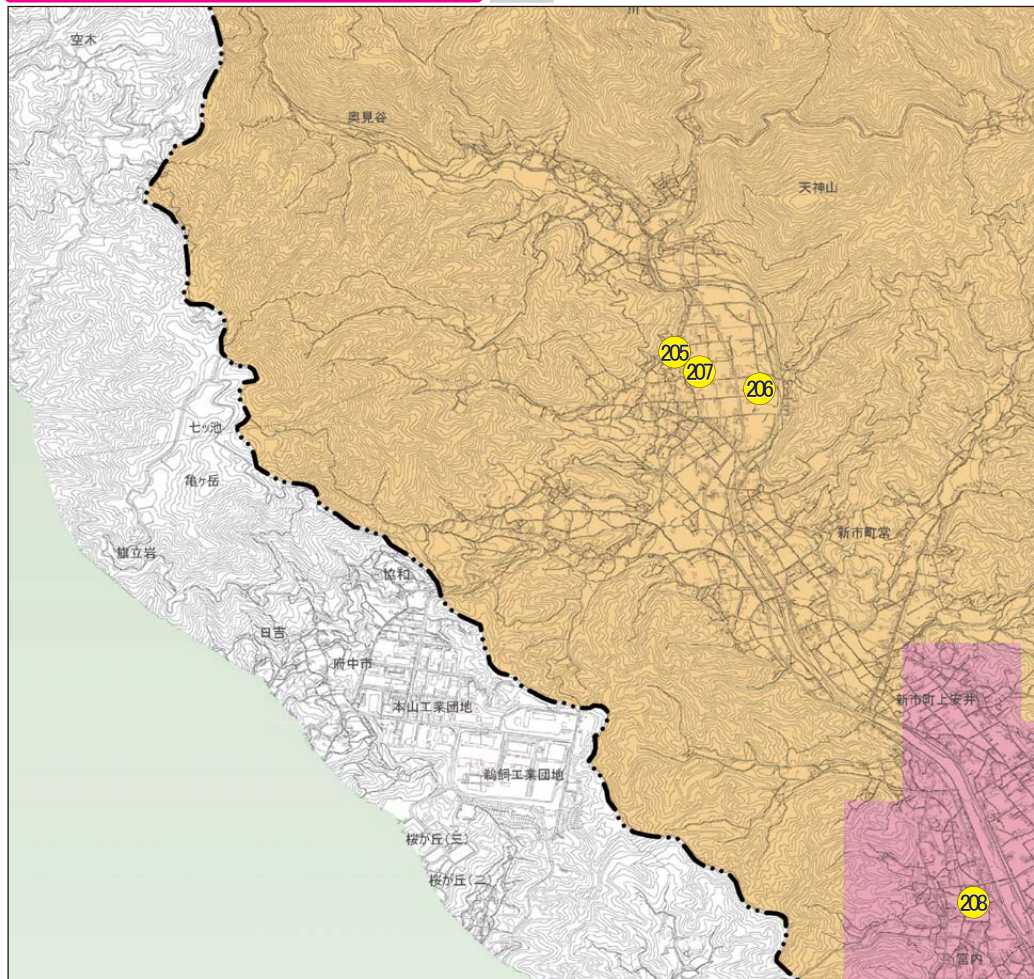 川
空木
奥見谷
天神山
205
207
206
七ッ池
亀ヶ岳
新市町常
旗立岩
協和
日吉
府中市
新市町上安井
本山工業団地
鵜飼工業団地
桜が丘(三)
桜が丘(二)
208
宮内